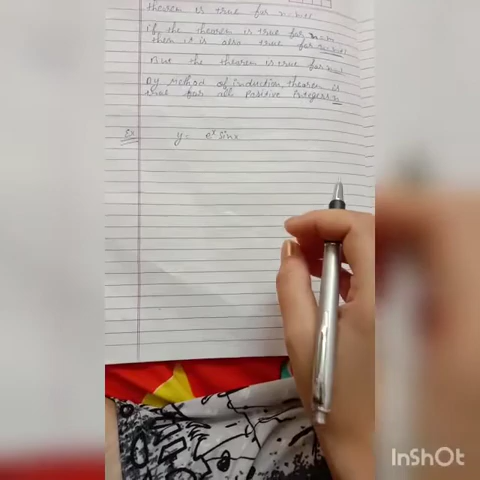 theorem is true for n=m+1
If the theorem is true for n=m
then it is also true for n=m+1
But the theorem is true for n=1
By method of Induction, theorem is
true for all positive integers n
Ex y = eˣ sinx
InShOt